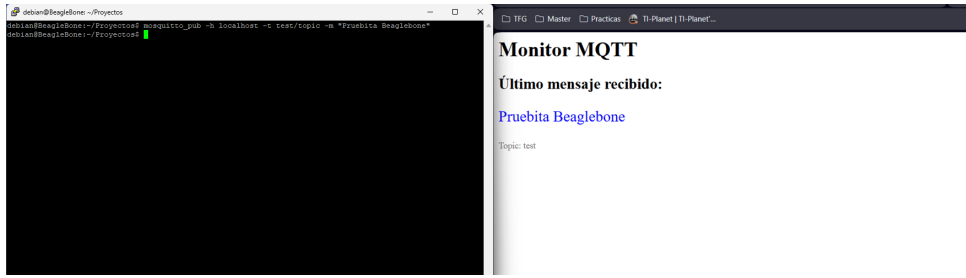 debian@BeagleBone: ~/Proyectos
debian@BeagleBone:~/Proyectos$ mosquitto_pub -h localhost -t test/topic -m "Pruebita Beaglebone"
debian@BeagleBone:~/Proyectos$
TFG Master Practicas TI-Planet | TI-Planet'...
Monitor MQTT
Último mensaje recibido:
Pruebita Beaglebone
Topic: test